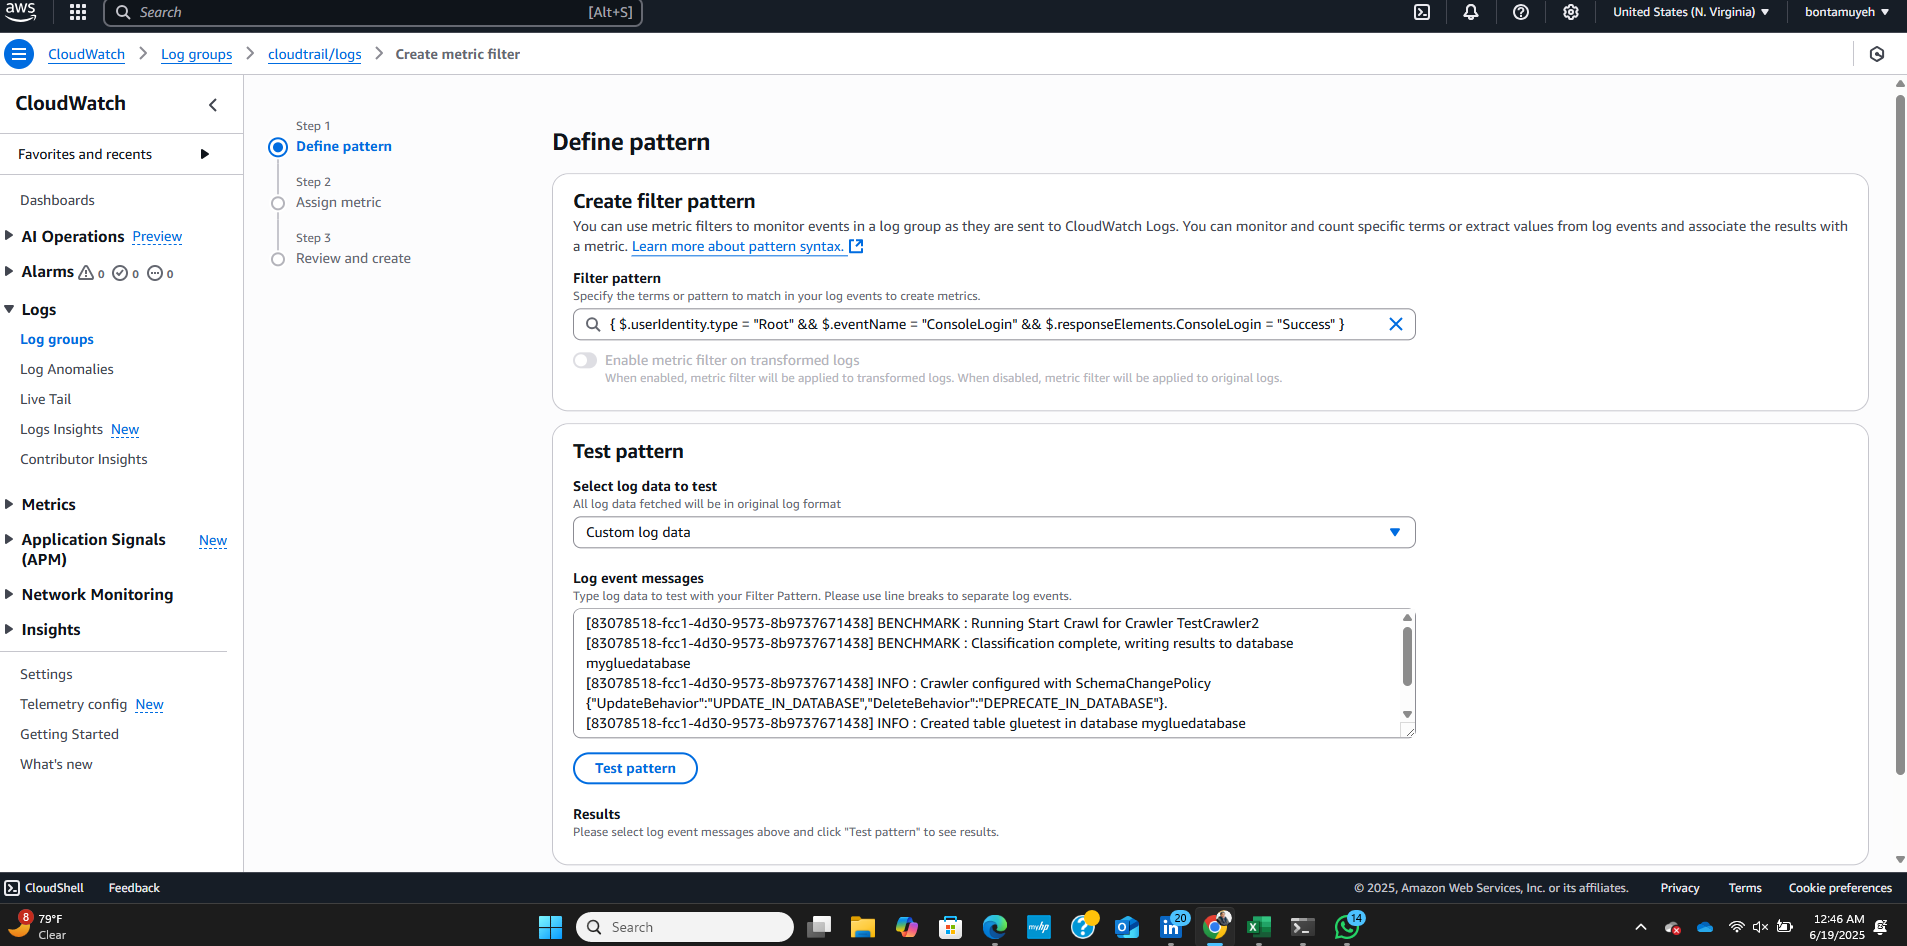 aws
Search
[Alt+S]
United States (N. Virginia)
bontamuyeh
CloudWatch
Log groups
cloudtrail/logs
Create metric filter
CloudWatch
Favorites and recents
Dashboards
AI Operations Preview
Alarms 0 0 0
Logs
Log groups
Log Anomalies
Live Tail
Logs Insights New
Contributor Insights
Metrics
Application Signals New
(APM)
Network Monitoring
Insights
Settings
Telemetry config New
Getting Started
What's new
Step 1
Define pattern
Step 2
Assign metric
Step 3
Review and create
Define pattern
Create filter pattern
You can use metric filters to monitor events in a log group as they are sent to CloudWatch Logs. You can monitor and count specific terms or extract values from log events and associate the results with
a metric. Learn more about pattern syntax.
Filter pattern
Specify the terms or pattern to match in your log events to create metrics.
{ $.userIdentity.type = "Root" && $.eventName = "ConsoleLogin" && $.responseElements.ConsoleLogin = "Success" }
Enable metric filter on transformed logs
When enabled, metric filter will be applied to transformed logs. When disabled, metric filter will be applied to original logs.
Test pattern
Select log data to test
All log data fetched will be in original log format
Custom log data
Log event messages
Type log data to test with your Filter Pattern. Please use line breaks to separate log events.
[83078518-fcc1-4d30-9573-8b9737671438] BENCHMARK : Running Start Crawl for Crawler TestCrawler2
[83078518-fcc1-4d30-9573-8b9737671438] BENCHMARK : Classification complete, writing results to database
mygluedatabase
[83078518-fcc1-4d30-9573-8b9737671438] INFO : Crawler configured with SchemaChangePolicy
{"UpdateBehavior":"UPDATE_IN_DATABASE","DeleteBehavior":"DEPRECATE_IN_DATABASE"}.
[83078518-fcc1-4d30-9573-8b9737671438] INFO : Created table gluetest in database mygluedatabase
Test pattern
Results
Please select log event messages above and click "Test pattern" to see results.
CloudShell
Feedback
© 2025, Amazon Web Services, Inc. or its affiliates.
Privacy
Terms
Cookie preferences
8
79°F
Clear
Search
myhp
20
14
12:46 AM
6/19/2025